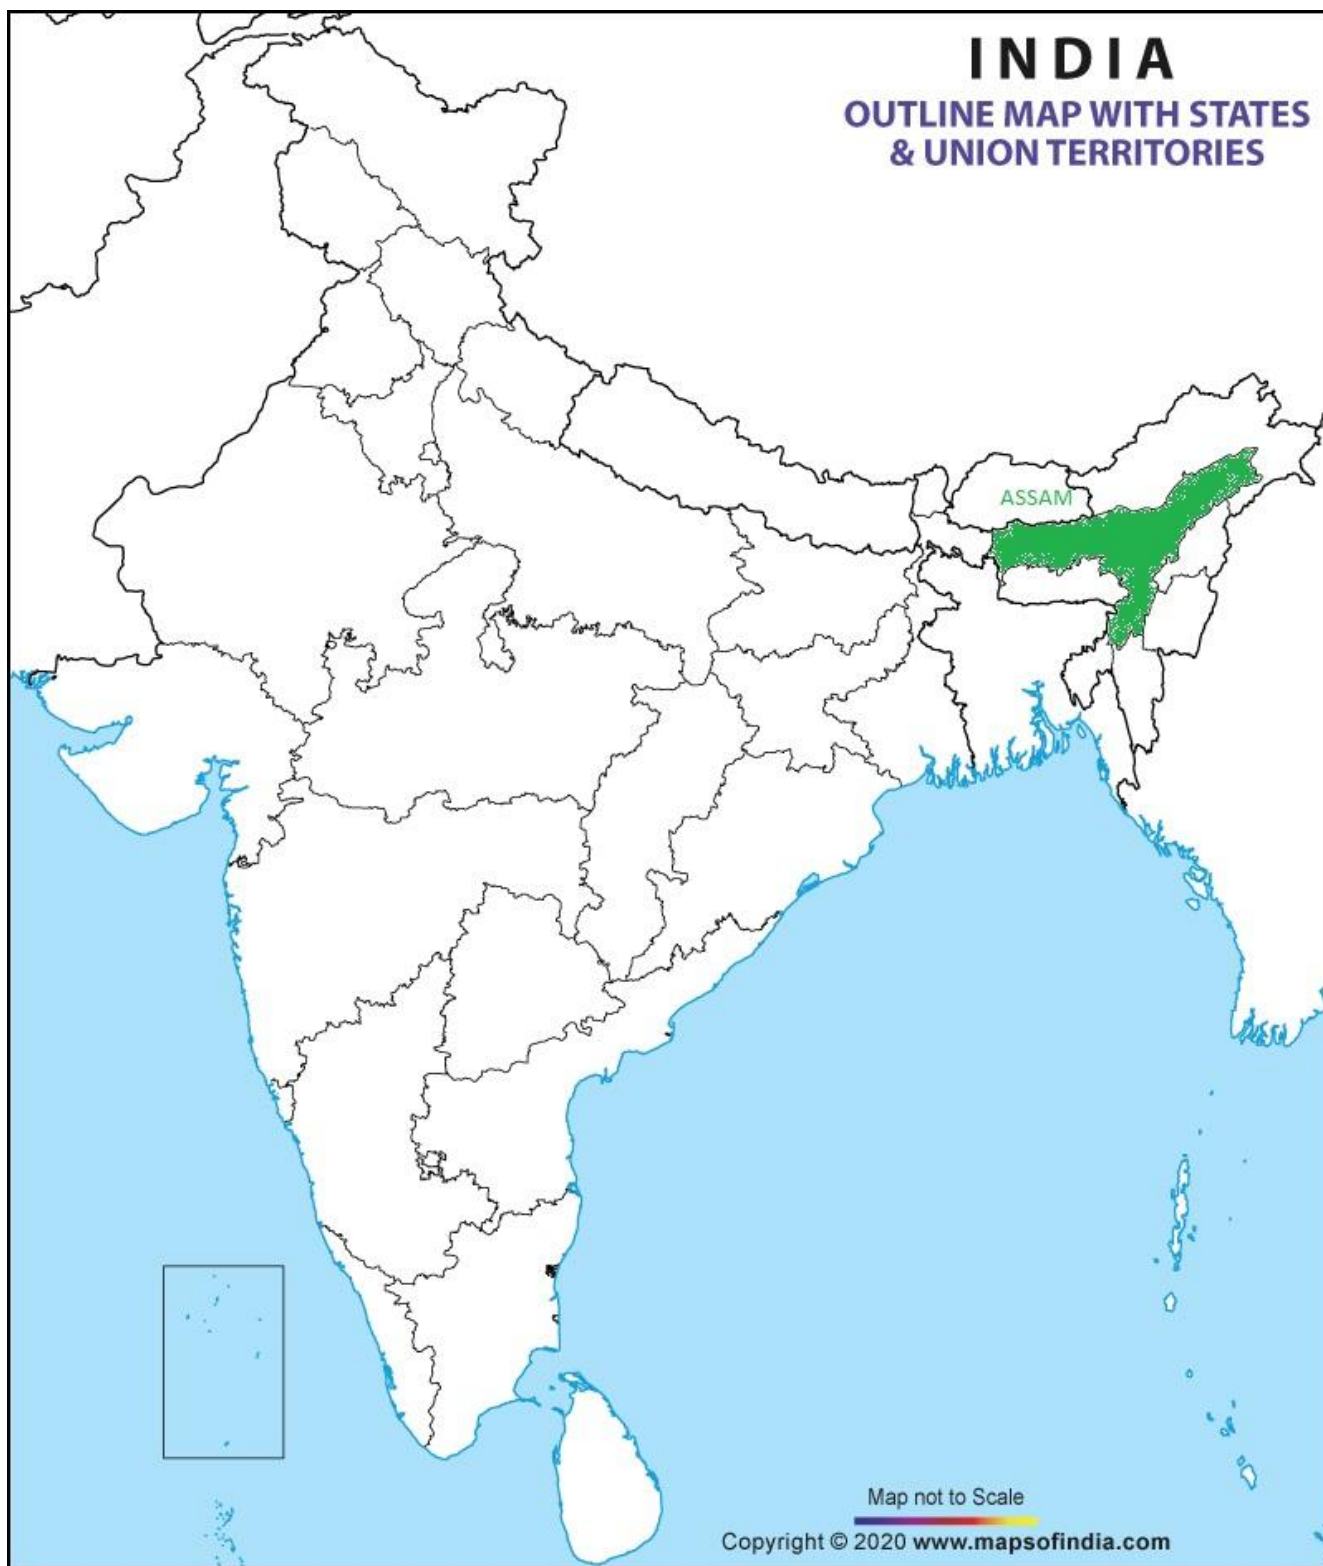 INDIA
OUTLINE MAP WITH STATES
& UNION TERRITORIES
ASSAM
Map not to Scale
Copyright © 2020 www.mapsofindia.com